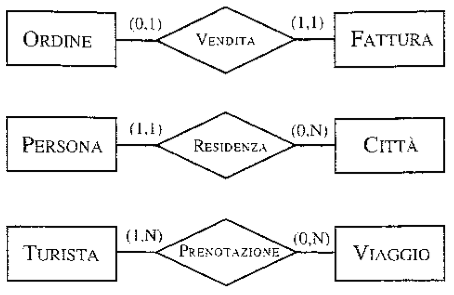 (0,1) (1,1)
ORDINE VENDITA FATTURA
(1,1) (0,N)
PERSONA RESIDENZA CITTÀ
(1,N) (0,N)
TURISTA PRENOTAZIONE VIAGGIO